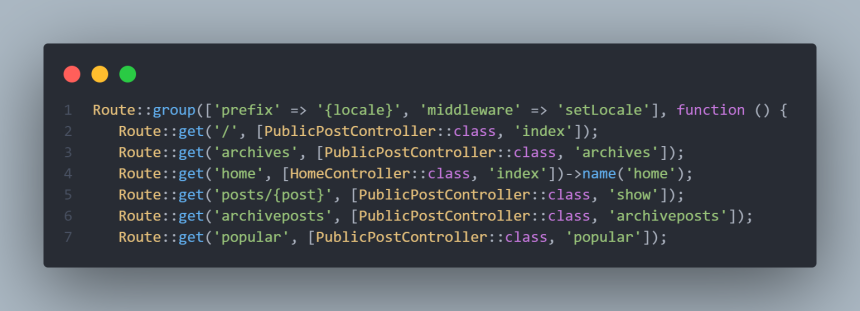 1 Route::group(['prefix' => '{locale}', 'middleware' => 'setLocale'], function () {
2 Route::get('/', [PublicPostController::class, 'index']);
3 Route::get('archives', [PublicPostController::class, 'archives']);
4 Route::get('home', [HomeController::class, 'index'])->name('home');
5 Route::get('posts/{post}', [PublicPostController::class, 'show']);
6 Route::get('archiveposts', [PublicPostController::class, 'archiveposts']);
7 Route::get('popular', [PublicPostController::class, 'popular']);